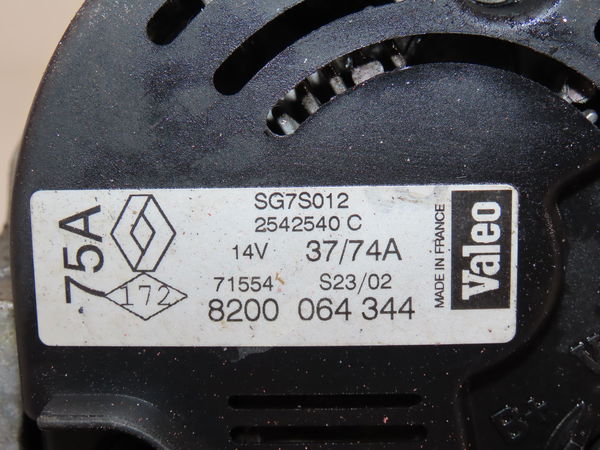 75A
172
SG7S012
2542540 C
14V 37/74A
71554 S23/02
8200 064 344
MADE IN FRANCE
Valeo
B+